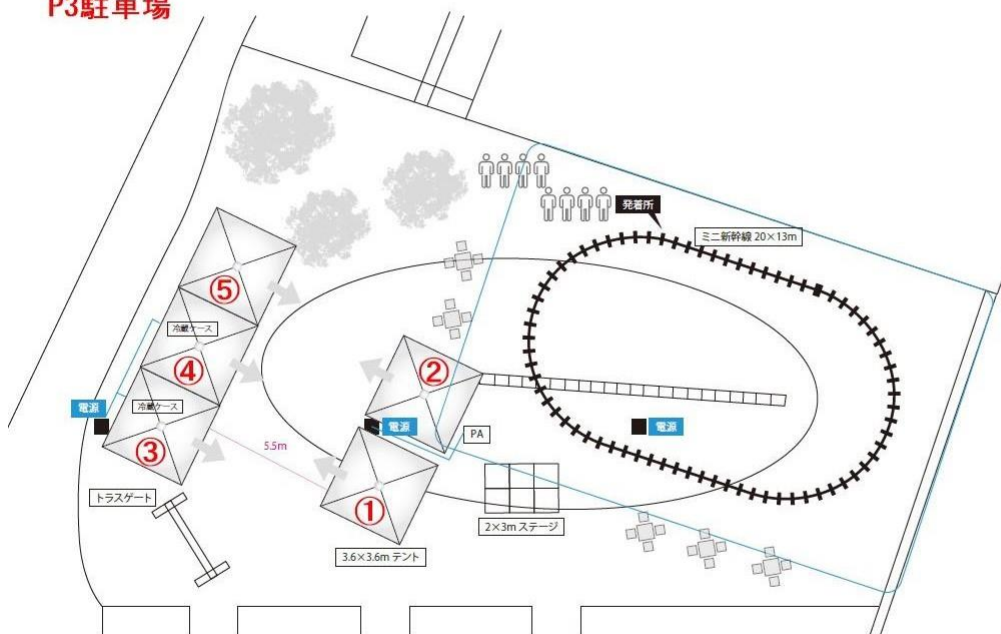 P3駐車場
発着所
ミニ新幹線 20×13m
⑤
冷蔵ケース
④
②
冷蔵ケース
電源
電源
電源
PA
③
5.5m
トラスゲート
①
2×3m ステージ
3.6×3.6m テント